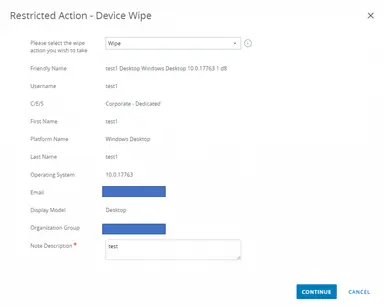 Restricted Action - Device Wipe
Please select the wipe action you wish to take Wipe
Friendly Name test1 Desktop Windows Desktop 10.0.17763 1 dll
Username test1
C/E/S Corporate - Dedicated
First Name test1
Platform Name Windows Desktop
Last Name test1
Operating System 10.0.17763
Email
Display Model Desktop
Organization Group
Note Description * test
CONTINUE CANCEL